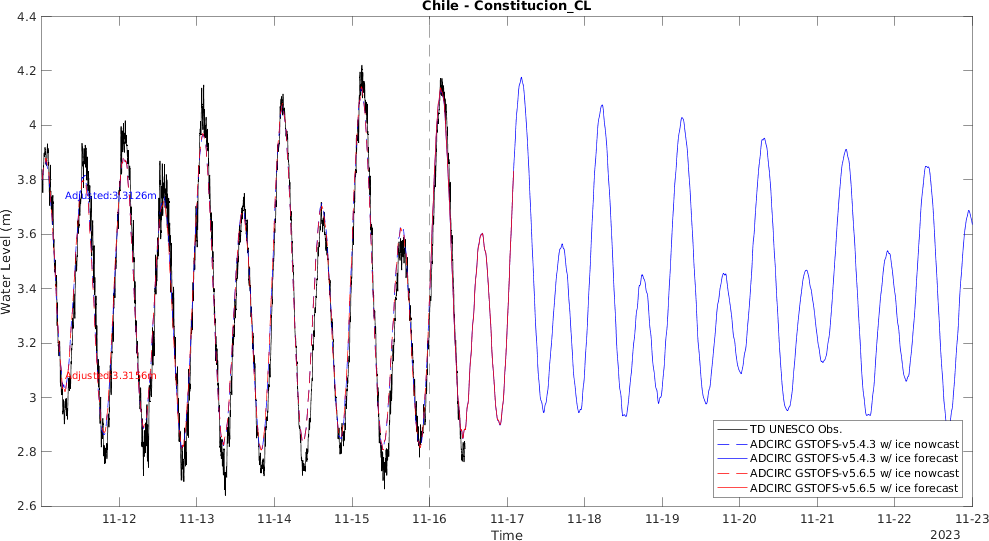 Chile - Constitucion_CL
4.4
4.2
4
3.8
3.6
3.4
3.2
3
2.8
2.6
Water Level (m)
Adjusted:3.3126m
Adjusted:3.3156m
TD UNESCO Obs.
ADCIRC GSTOFS-v5.4.3 w/ ice nowcast
ADCIRC GSTOFS-v5.4.3 w/ ice forecast
ADCIRC GSTOFS-v5.6.5 w/ ice nowcast
ADCIRC GSTOFS-v5.6.5 w/ ice forecast
11-12 11-13 11-14 11-15 11-16 11-17 11-18 11-19 11-20 11-21 11-22 11-23
Time
2023